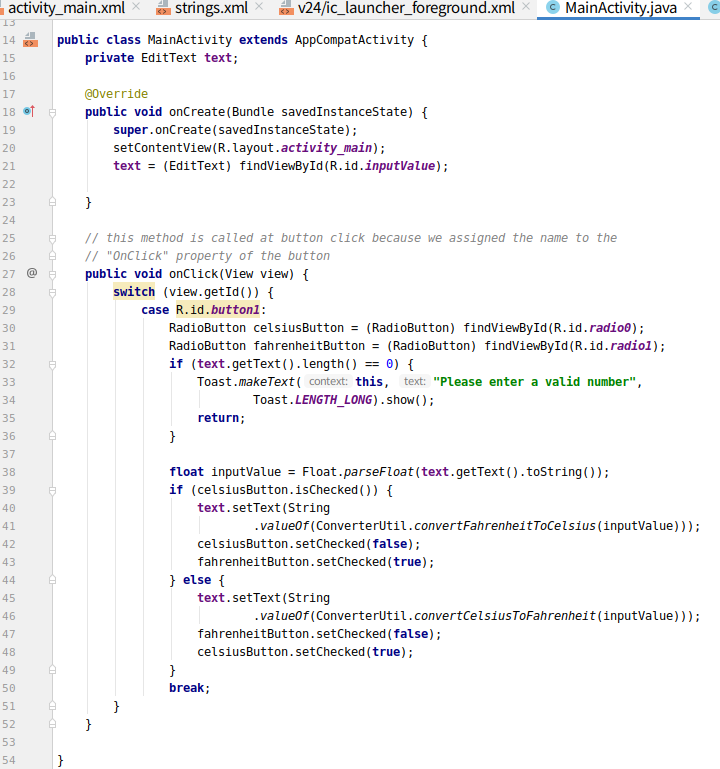 activity_main.xml strings.xml v24/ic_launcher_foreground.xml MainActivity.java
13
14 public class MainActivity extends AppCompatActivity {
15     private EditText text;
16
17     @Override
18     public void onCreate(Bundle savedInstanceState) {
19         super.onCreate(savedInstanceState);
20         setContentView(R.layout.activity_main);
21         text = (EditText) findViewById(R.id.inputValue);
22
23     }
24
25     // this method is called at button click because we assigned the name to the
26     // "OnClick" property of the button
27 @ public void onClick(View view) {
28         switch (view.getId()) {
29             case R.id.button1:
30                 RadioButton celsiusButton = (RadioButton) findViewById(R.id.radio0);
31                 RadioButton fahrenheitButton = (RadioButton) findViewById(R.id.radio1);
32                 if (text.getText().length() == 0) {
33                     Toast.makeText( context: this, text: "Please enter a valid number",
34                             Toast.LENGTH_LONG).show();
35                     return;
36                 }
37
38                 float inputValue = Float.parseFloat(text.getText().toString());
39                 if (celsiusButton.isChecked()) {
40                     text.setText(String
41                             .valueOf(ConverterUtil.convertFahrenheitToCelsius(inputValue)));
42                     celsiusButton.setChecked(false);
43                     fahrenheitButton.setChecked(true);
44                 } else {
45                     text.setText(String
46                             .valueOf(ConverterUtil.convertCelsiusToFahrenheit(inputValue)));
47                     fahrenheitButton.setChecked(false);
48                     celsiusButton.setChecked(true);
49                 }
50                 break;
51         }
52     }
53
54 }